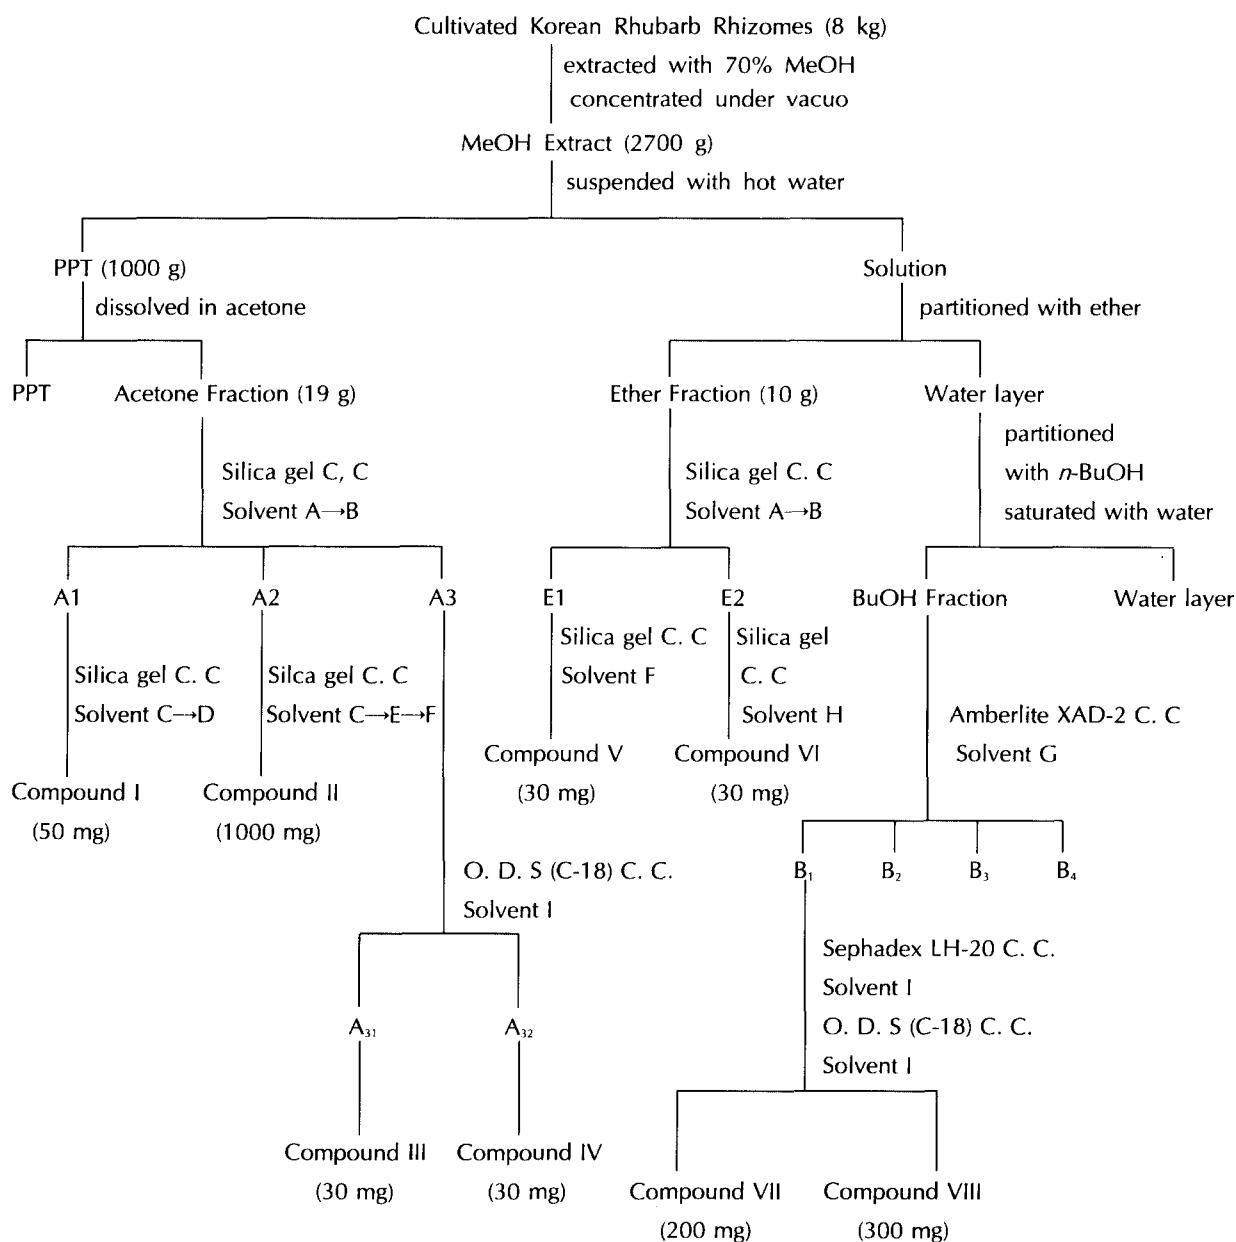 Cultivated Korean Rhubarb Rhizomes (8 kg)
extracted with 70% MeOH
concentrated under vacuo
MeOH Extract (2700 g)
suspended with hot water
PPT (1000 g)
Solution
dissolved in acetone
partitioned with ether
PPT
Acetone Fraction (19 g)
Ether Fraction (10 g)
Water layer
partitioned
with n-BuOH
saturated with water
Silica gel C, C
Solvent A→B
Silica gel C. C
Solvent A→B
A1
A2
A3
E1
E2
BuOH Fraction
Water layer
Silica gel C. C
Solvent C→D
Silca gel C. C
Solvent C→E→F
Silica gel C. C
Solvent F
Silica gel
C. C
Solvent H
Amberlite XAD-2 C. C
Solvent G
Compound I
(50 mg)
Compound II
(1000 mg)
Compound V
(30 mg)
Compound VI
(30 mg)
O. D. S (C-18) C. C.
Solvent I
B₁
B₂
B₃
B₄
Sephadex LH-20 C. C.
Solvent I
O. D. S (C-18) C. C.
Solvent I
A₃₁
A₃₂
Compound III
(30 mg)
Compound IV
(30 mg)
Compound VII
(200 mg)
Compound VIII
(300 mg)